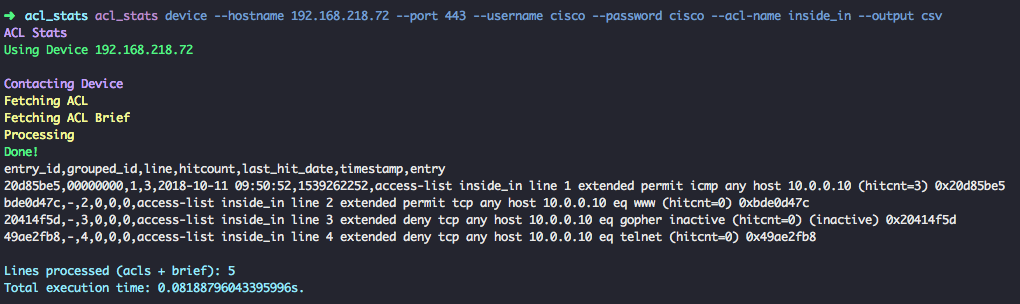 ➜ acl_stats acl_stats device --hostname 192.168.218.72 --port 443 --username cisco --password cisco --acl-name inside_in --output csv
ACL Stats
Using Device 192.168.218.72
Contacting Device
Fetching ACL
Fetching ACL Brief
Processing
Done!
entry_id,grouped_id,line,hitcount,last_hit_date,timestamp,entry
20d85be5,00000000,1,3,2018-10-11 09:50:52,1539262252,access-list inside_in line 1 extended permit icmp any host 10.0.0.10 (hitcnt=3) 0x20d85be5
bde0d47c,-,2,0,0,0,access-list inside_in line 2 extended permit tcp any host 10.0.0.10 eq www (hitcnt=0) 0xbde0d47c
20414f5d,-,3,0,0,0,access-list inside_in line 3 extended deny tcp any host 10.0.0.10 eq gopher inactive (hitcnt=0) (inactive) 0x20414f5d
49ae2fb8,-,4,0,0,0,access-list inside_in line 4 extended deny tcp any host 10.0.0.10 eq telnet (hitcnt=0) 0x49ae2fb8
Lines processed (acls + brief): 5
Total execution time: 0.08188796043395996s.